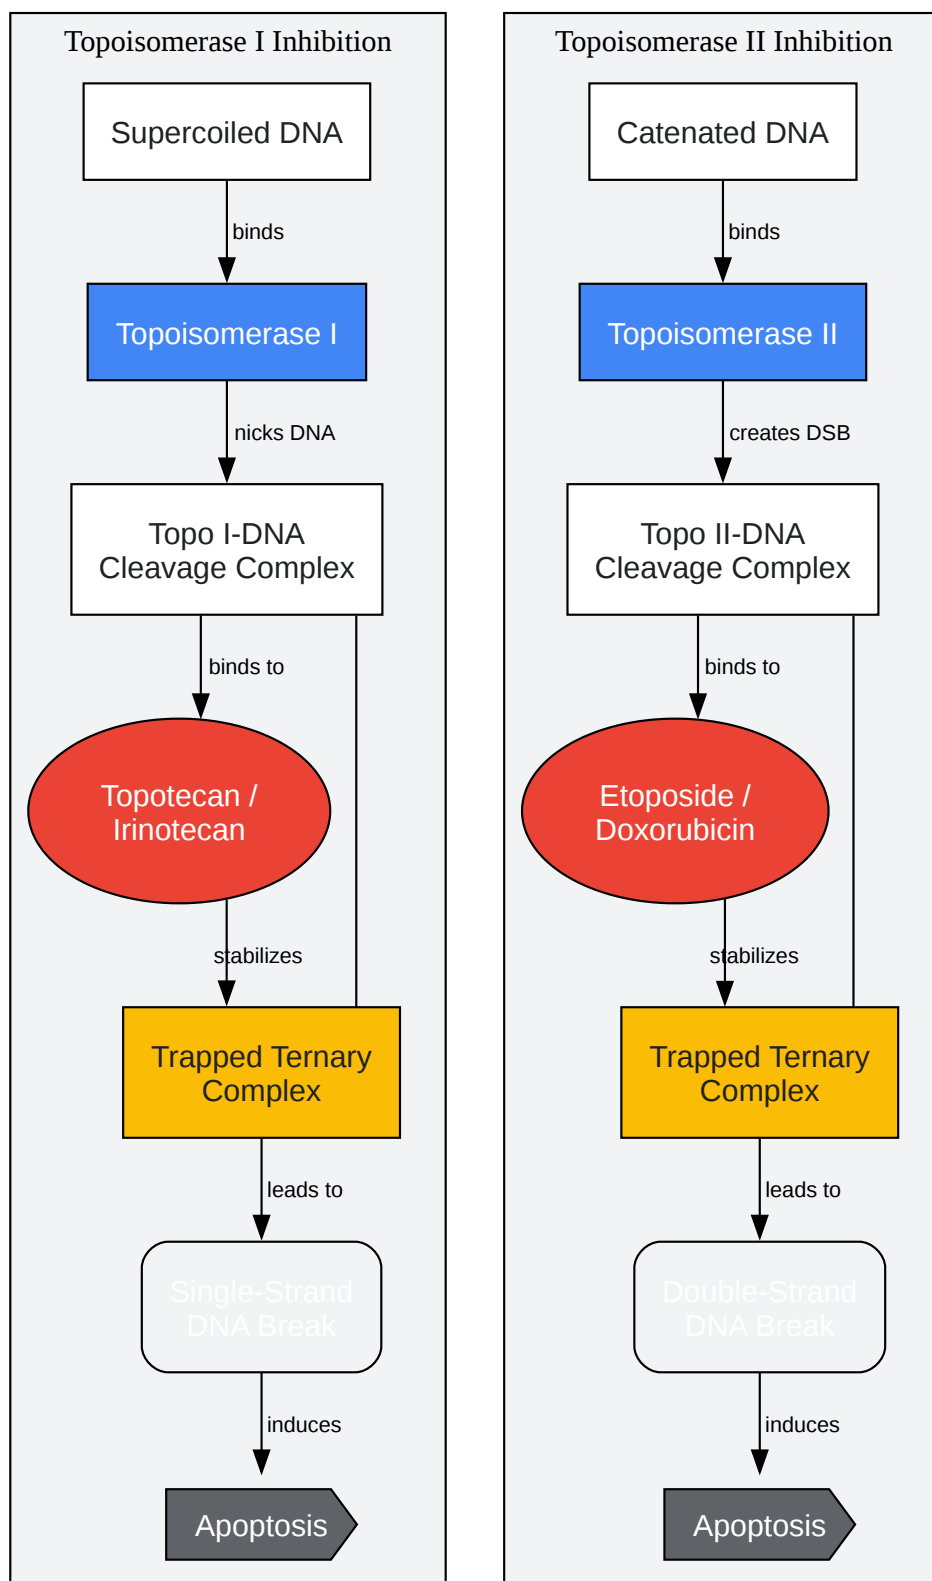 Topoisomerase I Inhibition
Supercoiled DNA
binds
Topoisomerase I
nicks DNA
Topo I-DNA
Cleavage Complex
binds to
Topotecan /
Irinotecan
stabilizes
Trapped Ternary
Complex
leads to
Single-Strand
DNA Break
induces
Apoptosis
Topoisomerase II Inhibition
Catenated DNA
binds
Topoisomerase II
creates DSB
Topo II-DNA
Cleavage Complex
binds to
Etoposide /
Doxorubicin
stabilizes
Trapped Ternary
Complex
leads to
Double-Strand
DNA Break
induces
Apoptosis